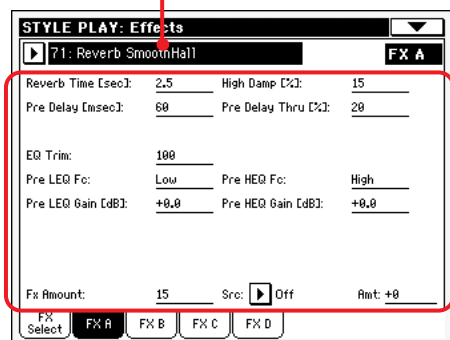 STYLE PLAY: Effects
71: Reverb SmoothHall FX A
Reverb Time [sec]: 2.5 High Damp [%]: 15
Pre Delay [msec]: 60 Pre Delay Thru [%]: 20
EQ Trim: 100
Pre LEQ Fc: Low Pre HEQ Fc: High
Pre LEQ Gain [dB]: +0.0 Pre HEQ Gain [dB]: +0.0
Fx Amount: 15 Src: Off Amt: +0
FX Select FX A FX B FX C FX D